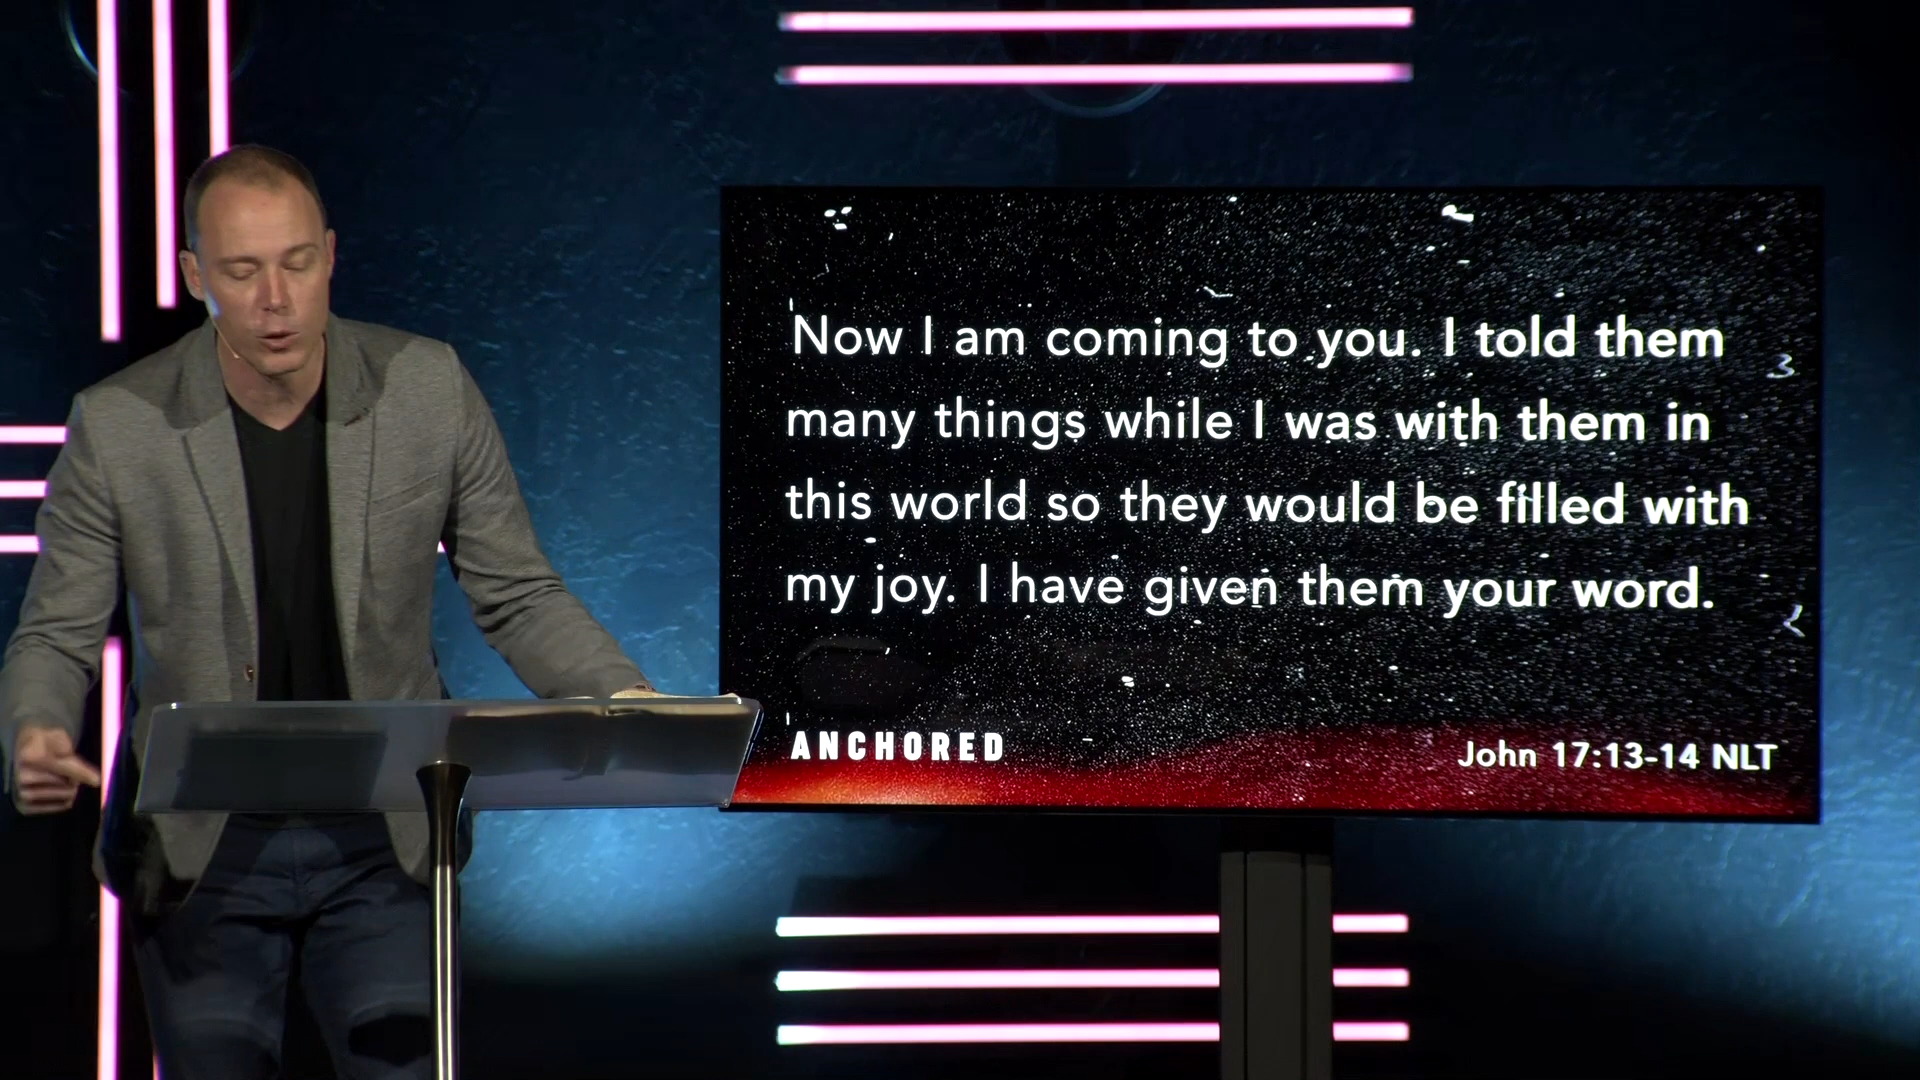 Now I am coming to you. I told them
many things while I was with them in
this world so they would be filled with
my joy. I have given them your word.
ANCHORED
John 17:13-14 NLT